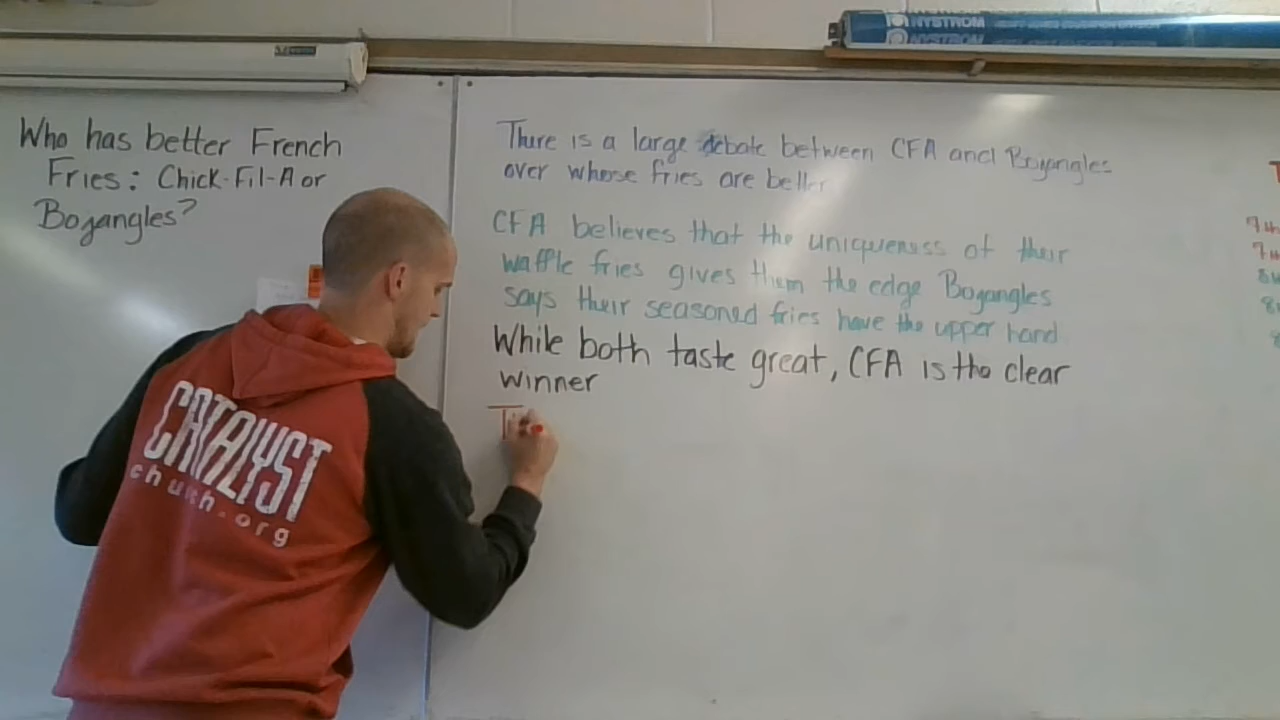 NYSTROM
NYSTROM
Who has better French
Fries: Chick-Fil-A or
Bojangles?
There is a large debate between CFA and Bojangles
over whose fries are better
CFA believes that the uniqueness of their
waffle fries gives them the edge Bojangles
says their seasoned fries have the upper hand
While both taste great, CFA is the clear
winner
T
CATALYST
church.org
T
7th
7th